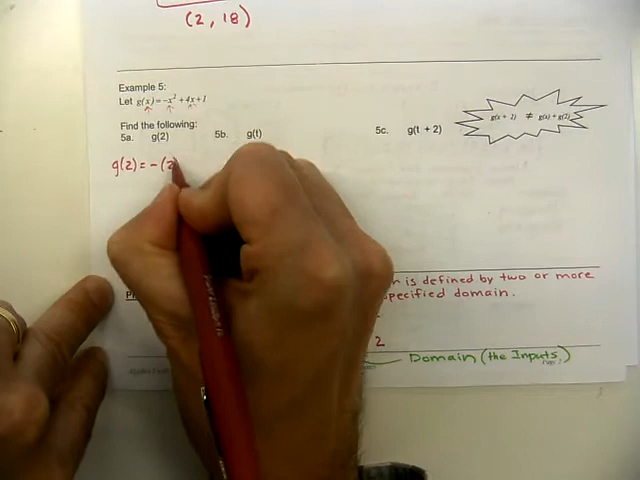 (2, 18)
Example 5:
Let g(x) = -x² + 4x + 1
Find the following:
5a. g(2) 5b. g(t) 5c. g(t + 2)
g(x + 2) ≠ g(x) + g(2)
g(2) = -(2)
is defined by two or more
specified domain.
2
Domain (the Inputs)